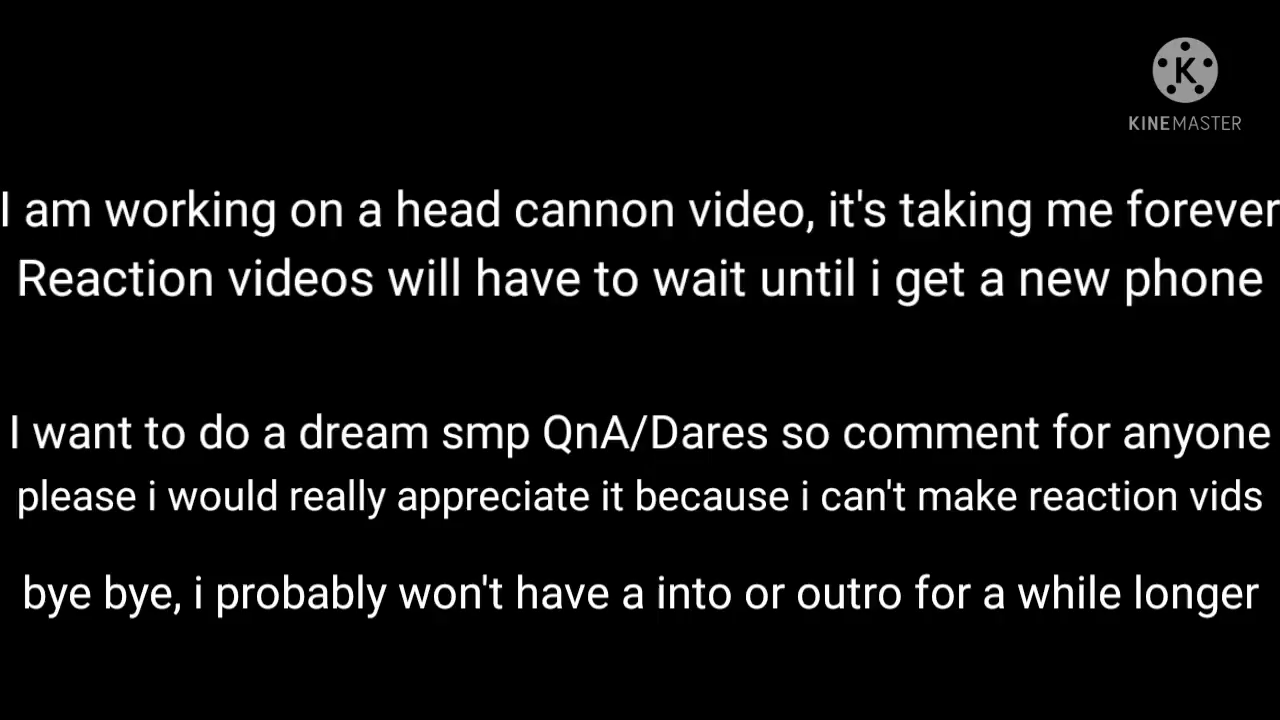 K
KINEMASTER
I am working on a head cannon video, it's taking me forever
Reaction videos will have to wait until i get a new phone
I want to do a dream smp QnA/Dares so comment for anyone
please i would really appreciate it because i can't make reaction vids
bye bye, i probably won't have a into or outro for a while longer